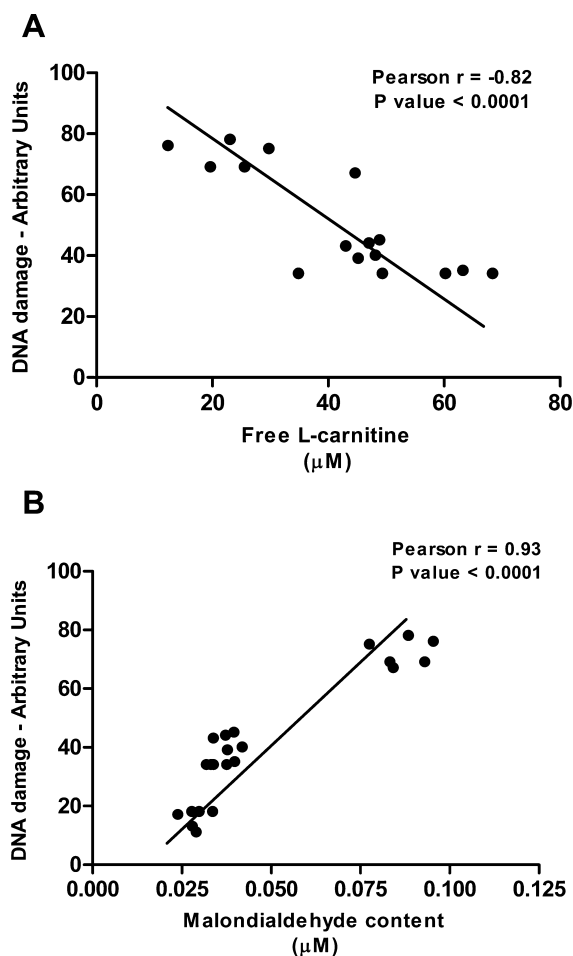 A
Pearson r = -0.82
P value < 0.0001
DNA damage - Arbitrary Units
100
80
60
40
20
0
0 20 40 60 80
Free L-carnitine
(μM)
B
Pearson r = 0.93
P value < 0.0001
DNA damage - Arbitrary Units
100
80
60
40
20
0
0.000 0.025 0.050 0.075 0.100 0.125
Malondialdehyde content
(μM)